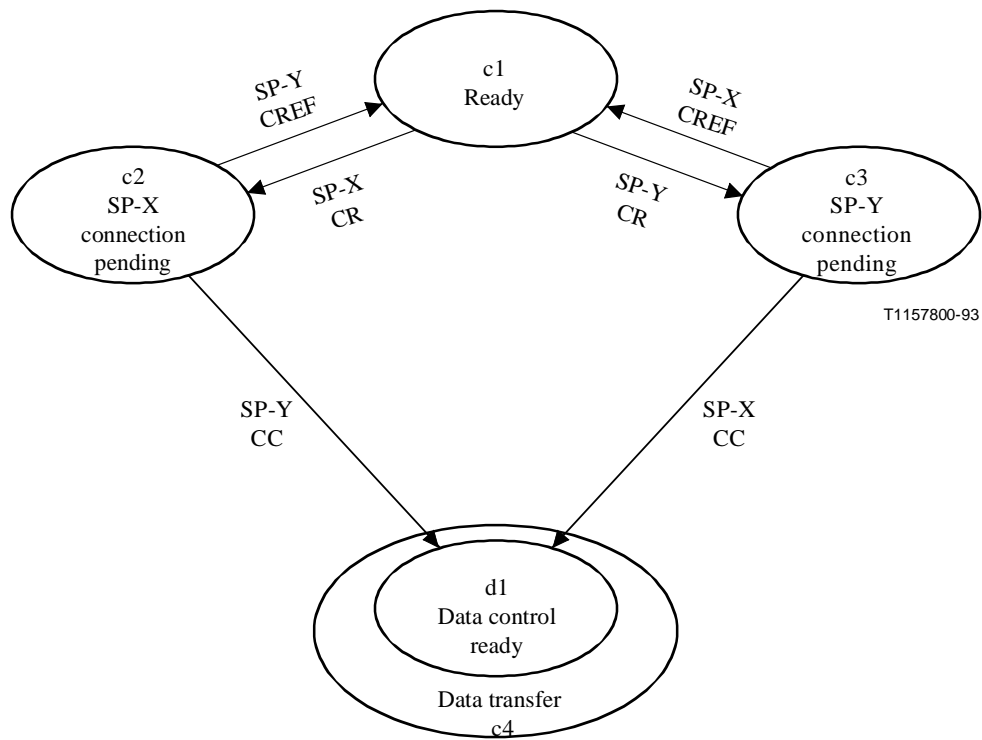 c1
Ready
SP-Y
CREF
SP-X
CREF
SP-X
CR
SP-Y
CR
c2
SP-X
connection
pending
c3
SP-Y
connection
pending
T1157800-93
SP-Y
CC
SP-X
CC
d1
Data control
ready
Data transfer
c4